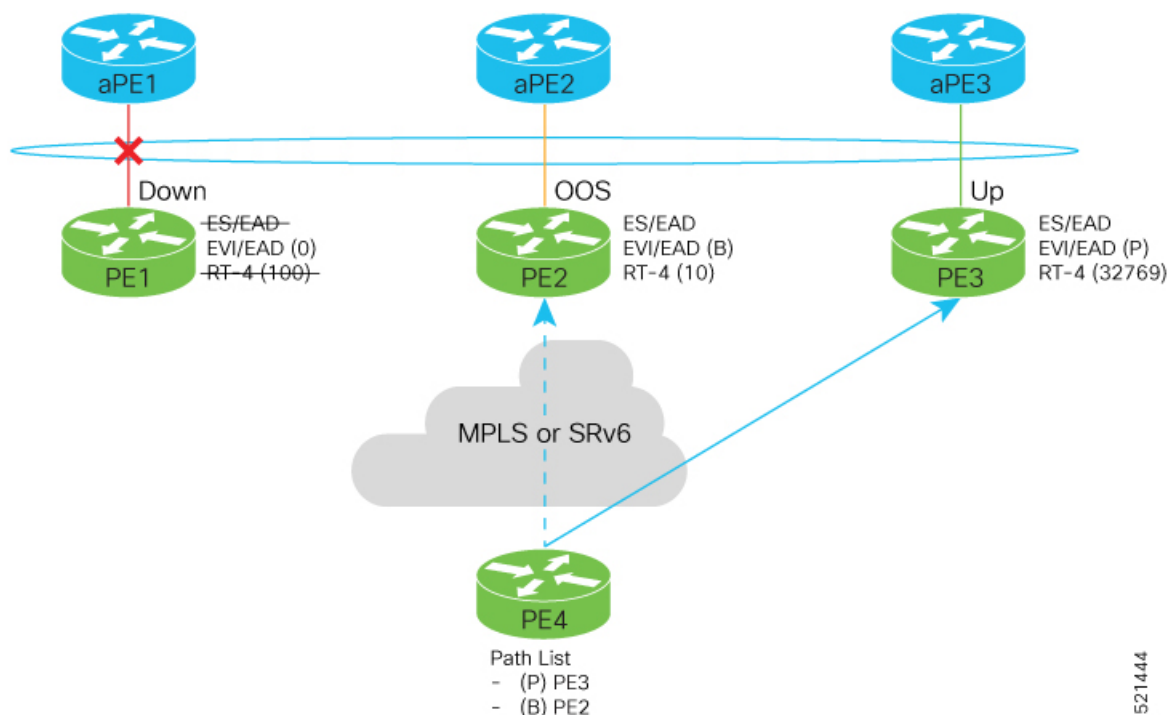 aPE1
aPE2
aPE3
Down
OOS
Up
ES/EAD
EVI/EAD (0)
RT-4 (100)
PE1
ES/EAD
EVI/EAD (B)
RT-4 (10)
PE2
ES/EAD
EVI/EAD (P)
RT-4 (32769)
PE3
MPLS or SRv6
PE4
Path List
- (P) PE3
- (B) PE2
521444